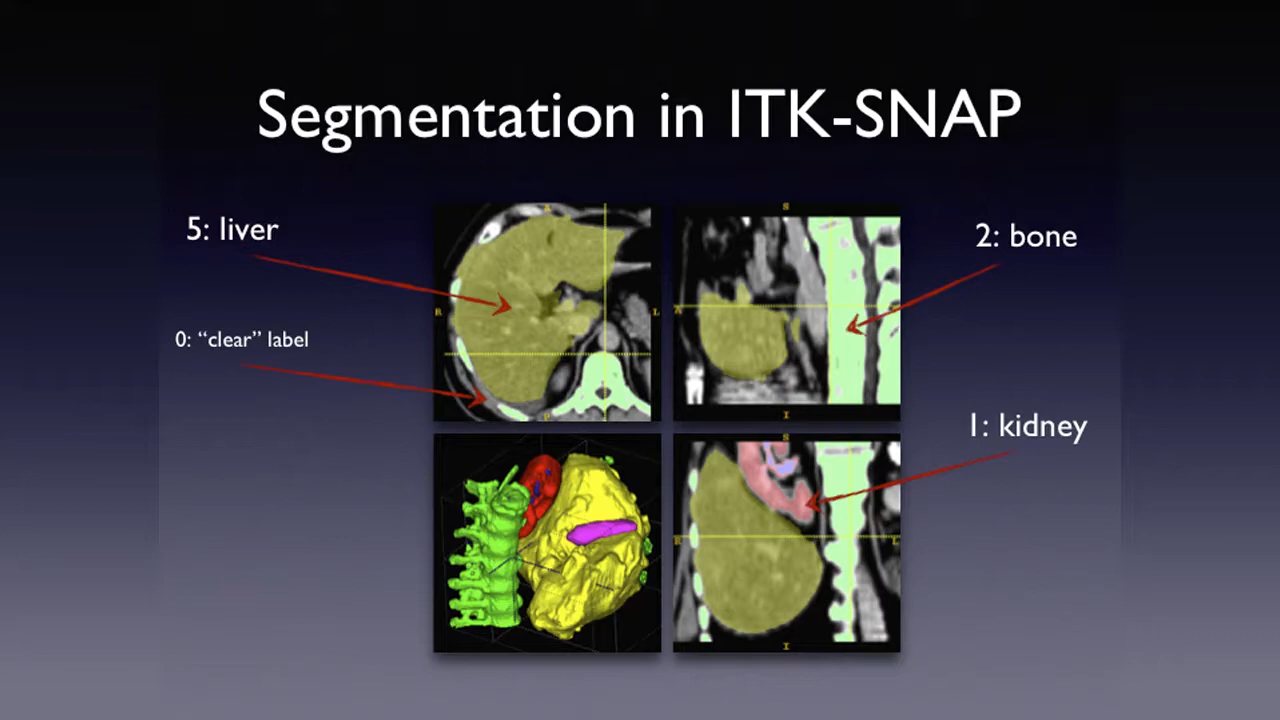 Segmentation in ITK-SNAP
5: liver
2: bone
0: “clear” label
1: kidney
A
S
R
L
A
P
I
S
R
L
I